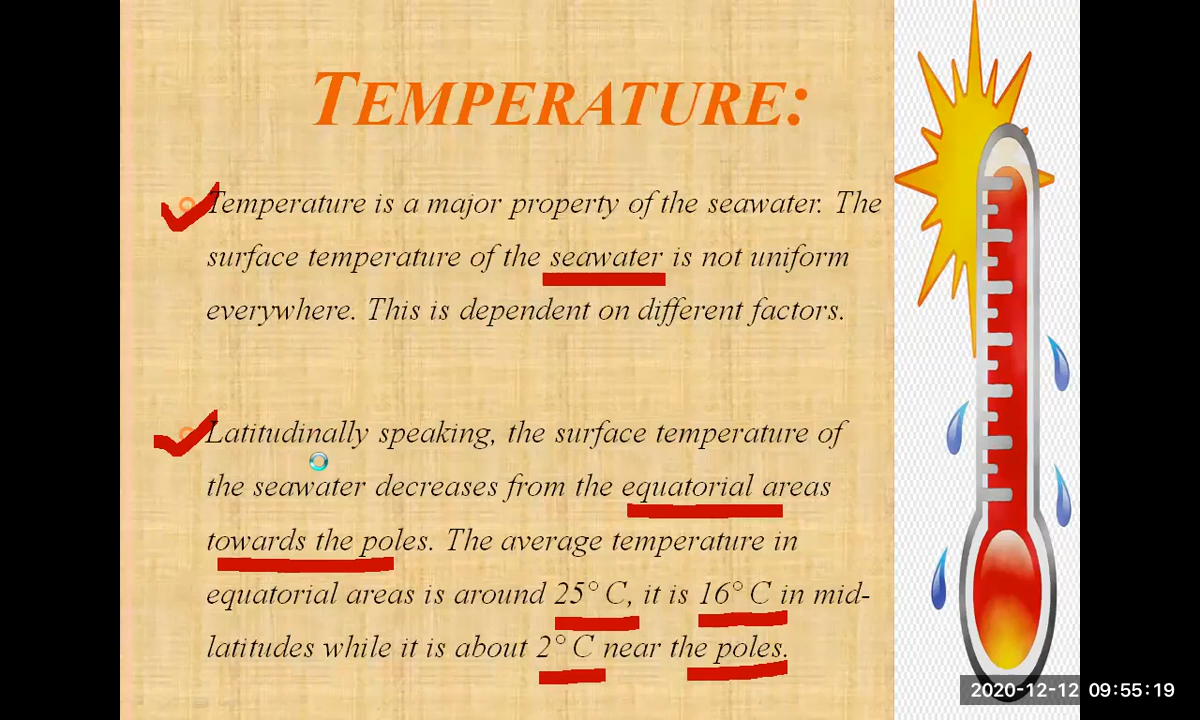 TEMPERATURE:
Temperature is a major property of the seawater. The
surface temperature of the seawater is not uniform
everywhere. This is dependent on different factors.
Latitudinally speaking, the surface temperature of
the seawater decreases from the equatorial areas
towards the poles. The average temperature in
equatorial areas is around 25° C, it is 16° C in mid-
latitudes while it is about 2° C near the poles.
2020-12-12 09:55:19